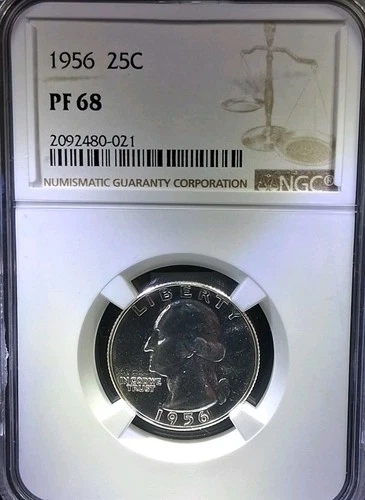 1956 25C
PF 68
2092480-021
NUMISMATIC GUARANTY CORPORATION NGC®
LIBERTY
IN GOD WE
TRUST
1956